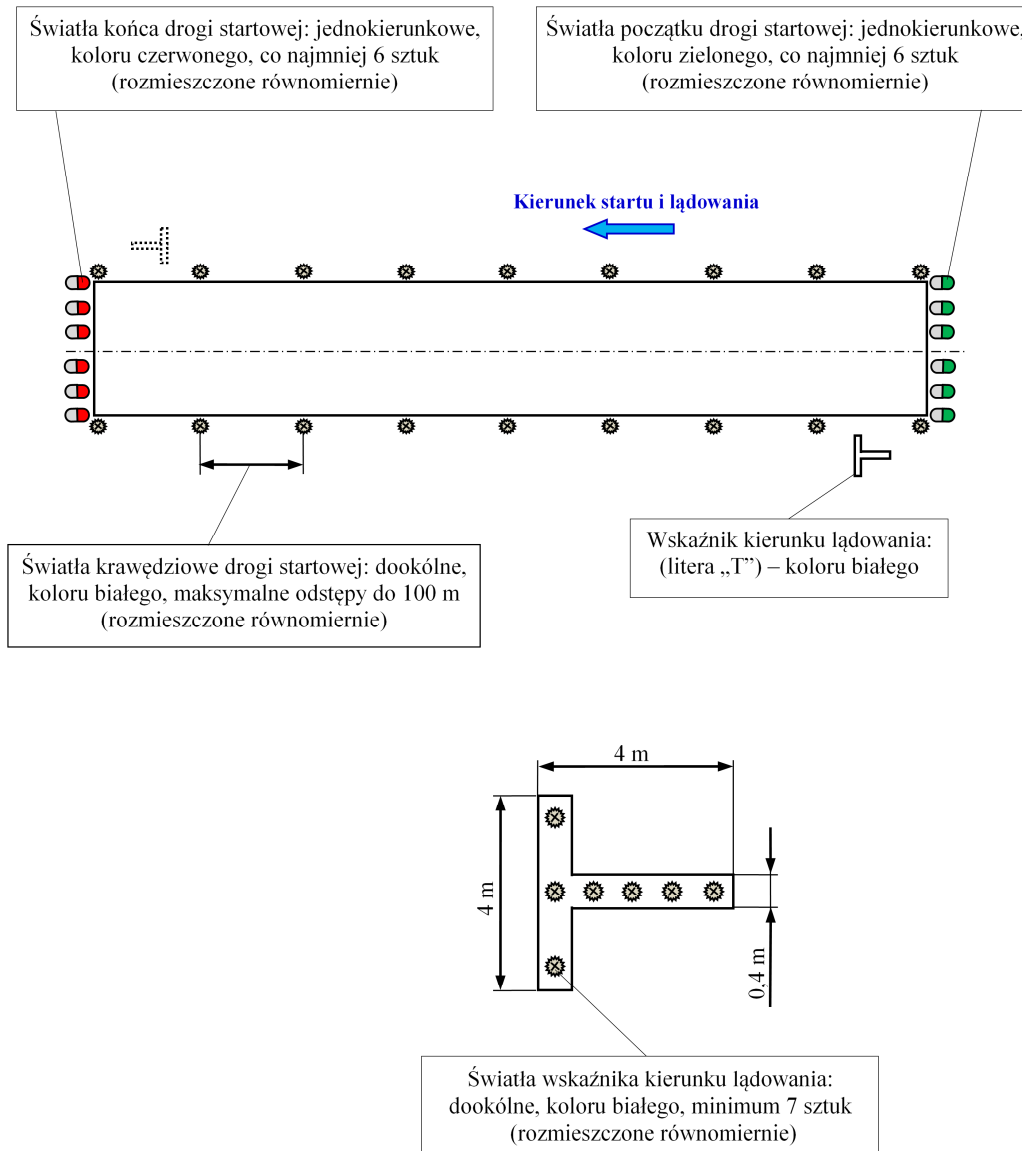 Światła końca drogi startowej: jednokierunkowe,
koloru czerwonego, co najmniej 6 sztuk
(rozmieszczone równomiernie)
Światła początku drogi startowej: jednokierunkowe,
koloru zielonego, co najmniej 6 sztuk
(rozmieszczone równomiernie)
Kierunek startu i lądowania
Światła krawędziowe drogi startowej: dookólne,
koloru białego, maksymalne odstępy do 100 m
(rozmieszczone równomiernie)
Wskaźnik kierunku lądowania:
(litera „T”) – koloru białego
4 m
4 m
0,4 m
Światła wskaźnika kierunku lądowania:
dookólne, koloru białego, minimum 7 sztuk
(rozmieszczone równomiernie)